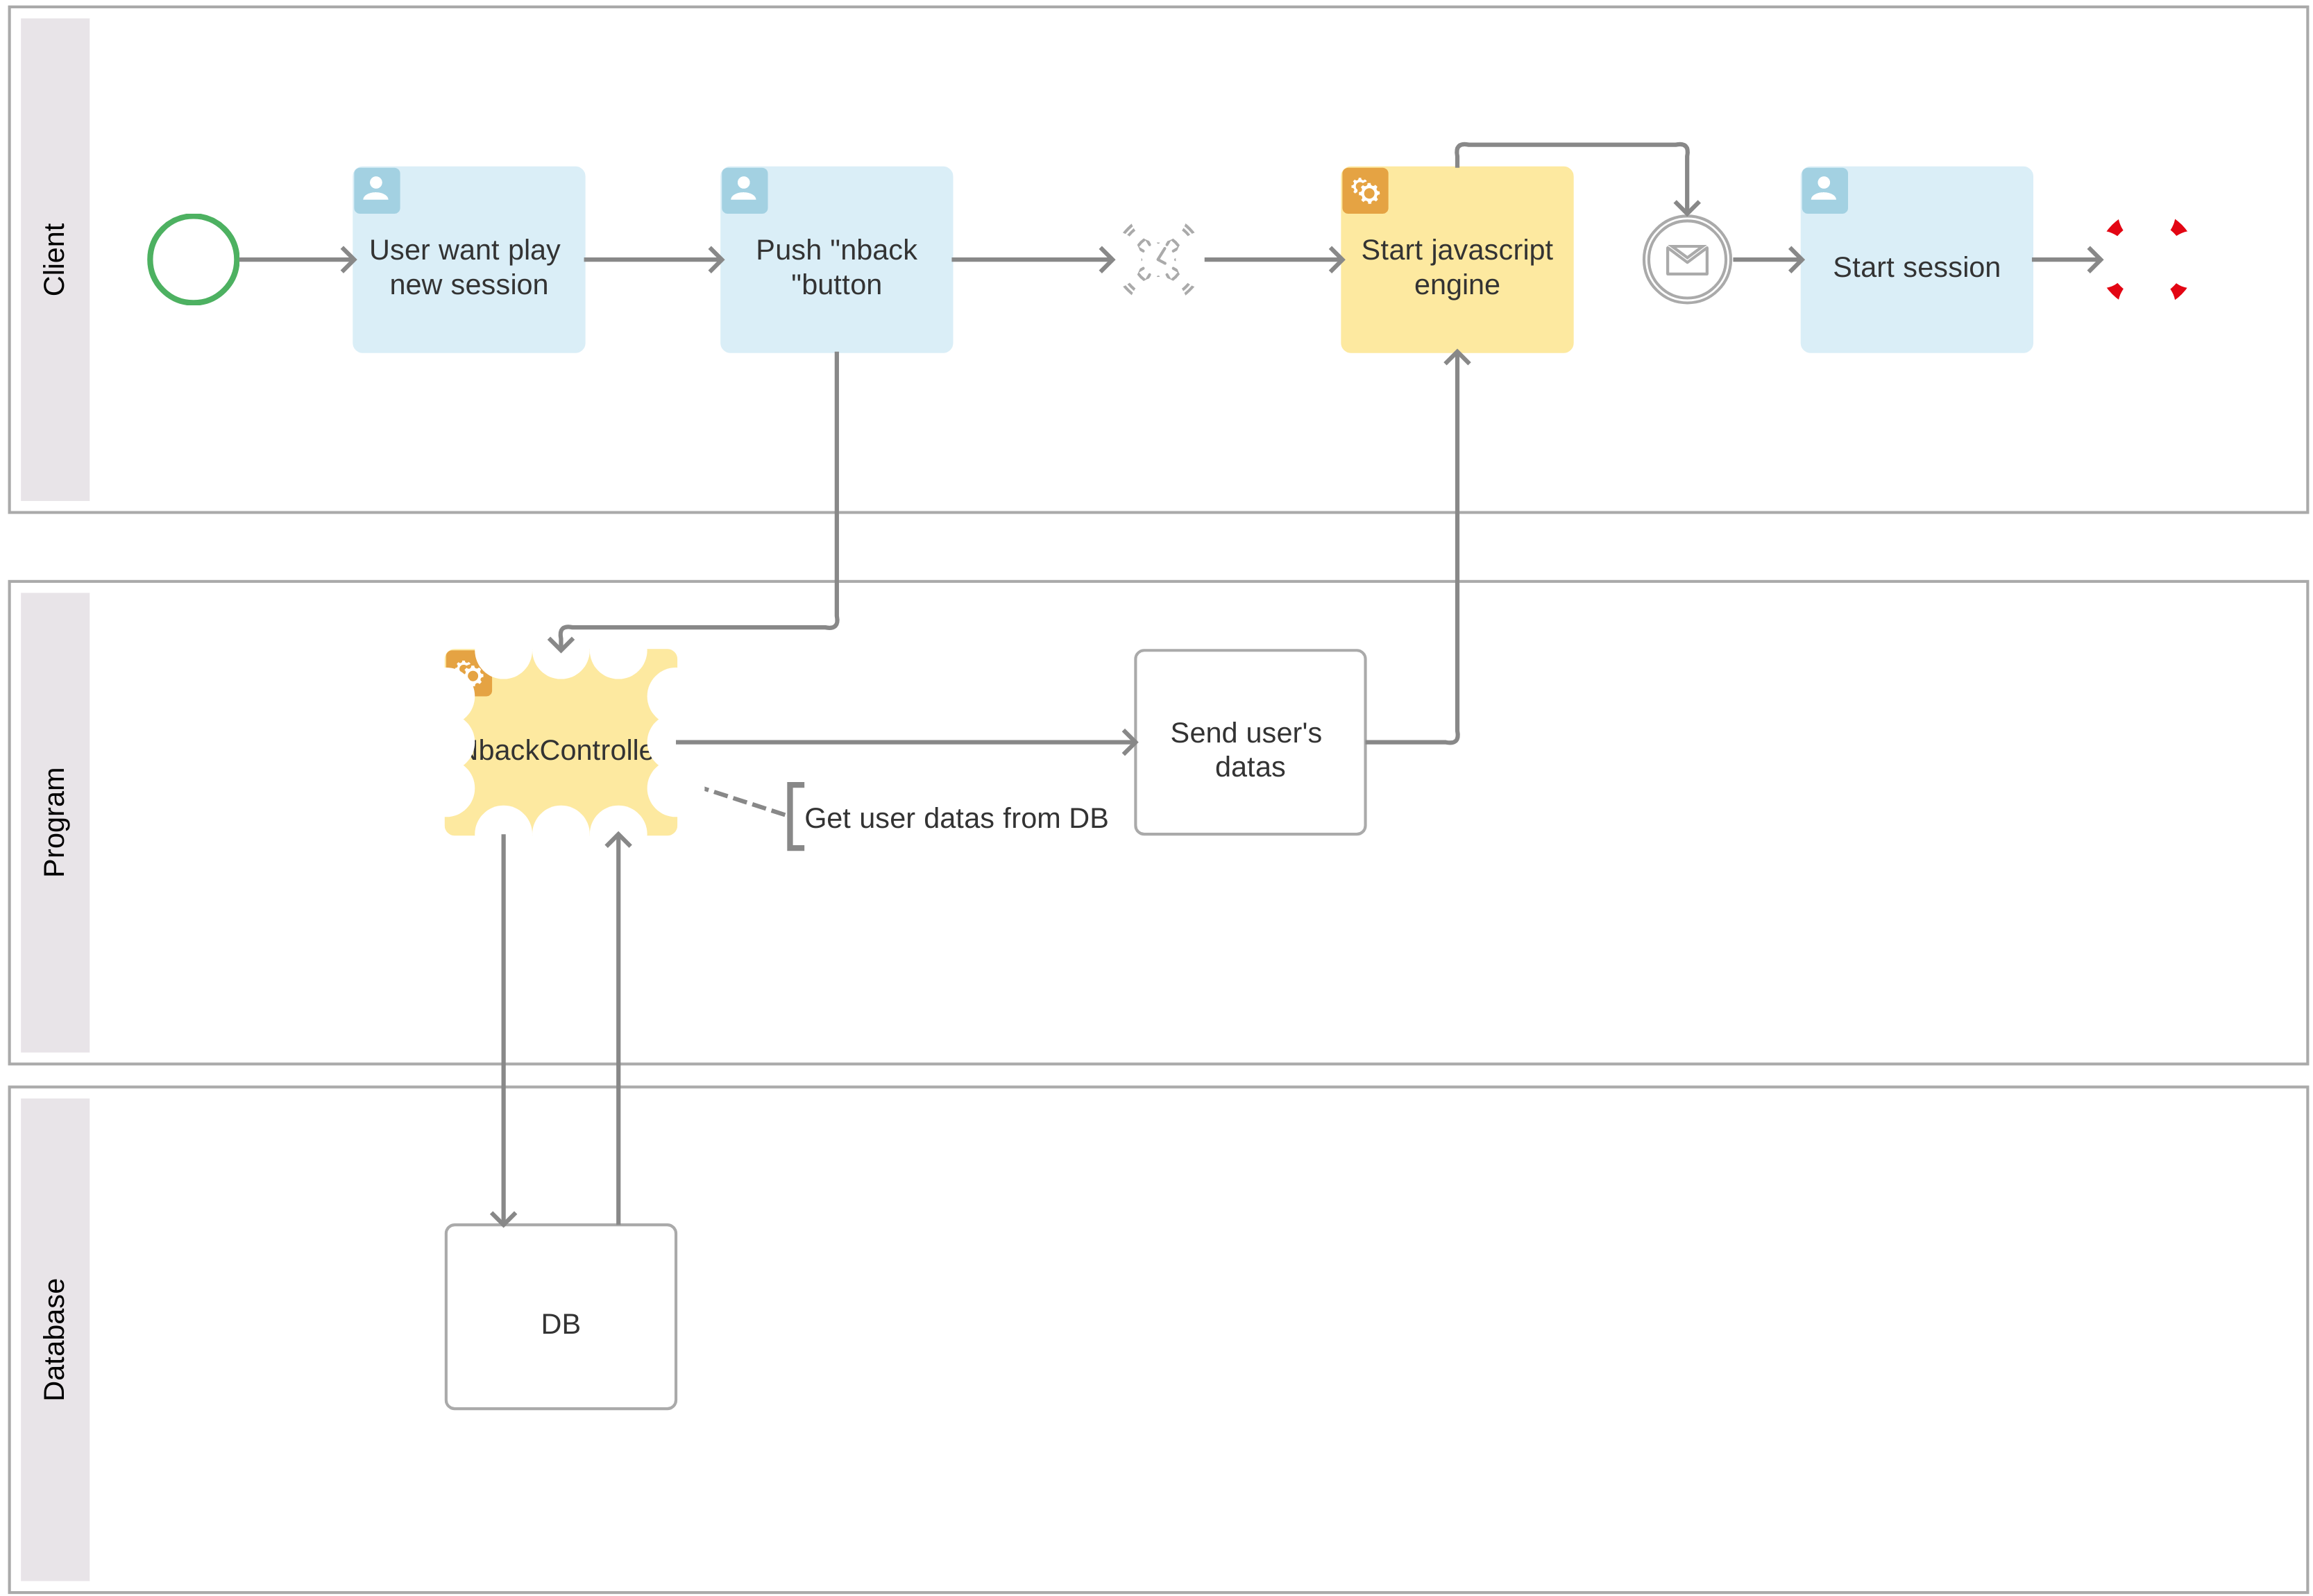 Client
User want play
new session
Push "nback
"button
Start javascript
engine
Start session
Program
Send user's
datas
Get user datas from DB
Database
DB